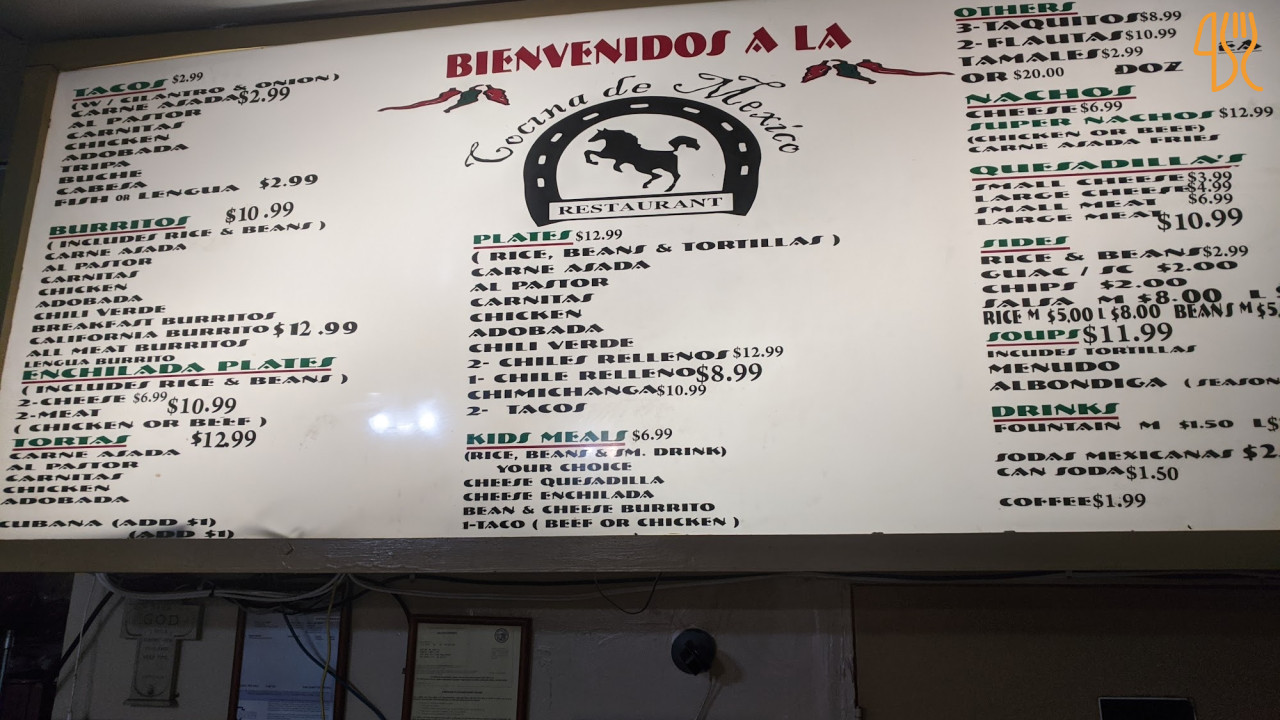 BIENVENIDOS A LA
Cocina de Mexico
RESTAURANT
TACOS $2.99
(W/ CILANTRO & ONION)
CARNE ASADA $2.99
AL PASTOR
CARNITAS
CHICKEN
ADOBADA
TRIPA
BUCHE
CABESA
FISH OR LENGUA $2.99
BURRITOS $10.99
(INCLUDES RICE & BEANS)
CARNE ASADA
AL PASTOR
CARNITAS
CHICKEN
ADOBADA
CHILI VERDE
BREAKFAST BURRITOS
CALIFORNIA BURRITO $12.99
ALL MEAT BURRITOS
LENGUA BURRITO
ENCHILADA PLATES
(INCLUDES RICE & BEANS)
2-CHEESE $6.99
2-MEAT $10.99
(CHICKEN OR BEEF)
TORTAS $12.99
CARNE ASADA
AL PASTOR
CARNITAS
CHICKEN
ADOBADA
CUBANA (ADD $1)
(ADD $1)
PLATES $12.99
( RICE, BEANS & TORTILLAS )
CARNE ASADA
AL PASTOR
CARNITAS
CHICKEN
ADOBADA
CHILI VERDE
2- CHILES RELLENOS $12.99
1- CHILE RELLENO $8.99
CHIMICHANGA $10.99
2- TACOS
KIDS MEALS $6.99
(RICE, BEANS & SM. DRINK)
YOUR CHOICE
CHEESE QUESADILLA
CHEESE ENCHILADA
BEAN & CHEESE BURRITO
1-TACO ( BEEF OR CHICKEN )
OTHERS
3-TAQUITOS $8.99
2-FLAUTAS $10.99
TAMALES $2.99 EA
OR $20.00 DOZ
NACHOS
CHEESE $6.99
SUPER NACHOS $12.99
(CHICKEN OR BEEF)
CARNE ASADA FRIES
QUESADILLA'S
SMALL CHEESE $3.99
LARGE CHEESE $4.99
SMALL MEAT $6.99
LARGE MEAT $10.99
SIDES
RICE & BEANS $2.99
GUAC / SC $2.00
CHIPS $2.00
SALSA M $8.00 L $
RICE M $5.00 L $8.00 BEANS M $5.
SOUPS $11.99
INCUDES TORTILLAS
MENUDO
ALBONDIGA (SEASON
DRINKS
FOUNTAIN M $1.50 L $
SODAS MEXICANAS $2.
CAN SODA $1.50
COFFEE $1.99
GOD